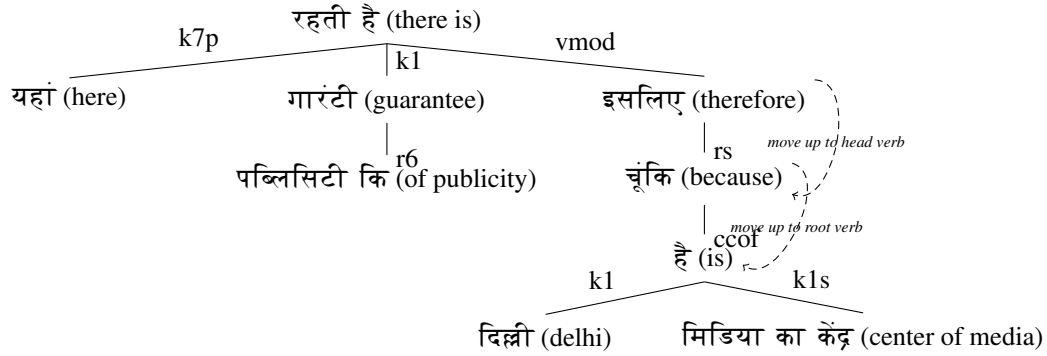 रहती है (there is)
k7p k1 vmod
यहां (here) गारंटी (guarantee) इसलिए (therefore)
r6 rs move up to head verb
पब्लिसिटी कि (of publicity) चूंकि (because)
ccof move up to root verb
है (is)
k1 k1s
दिल्ली (delhi) मिडिया का केंद्र (center of media)